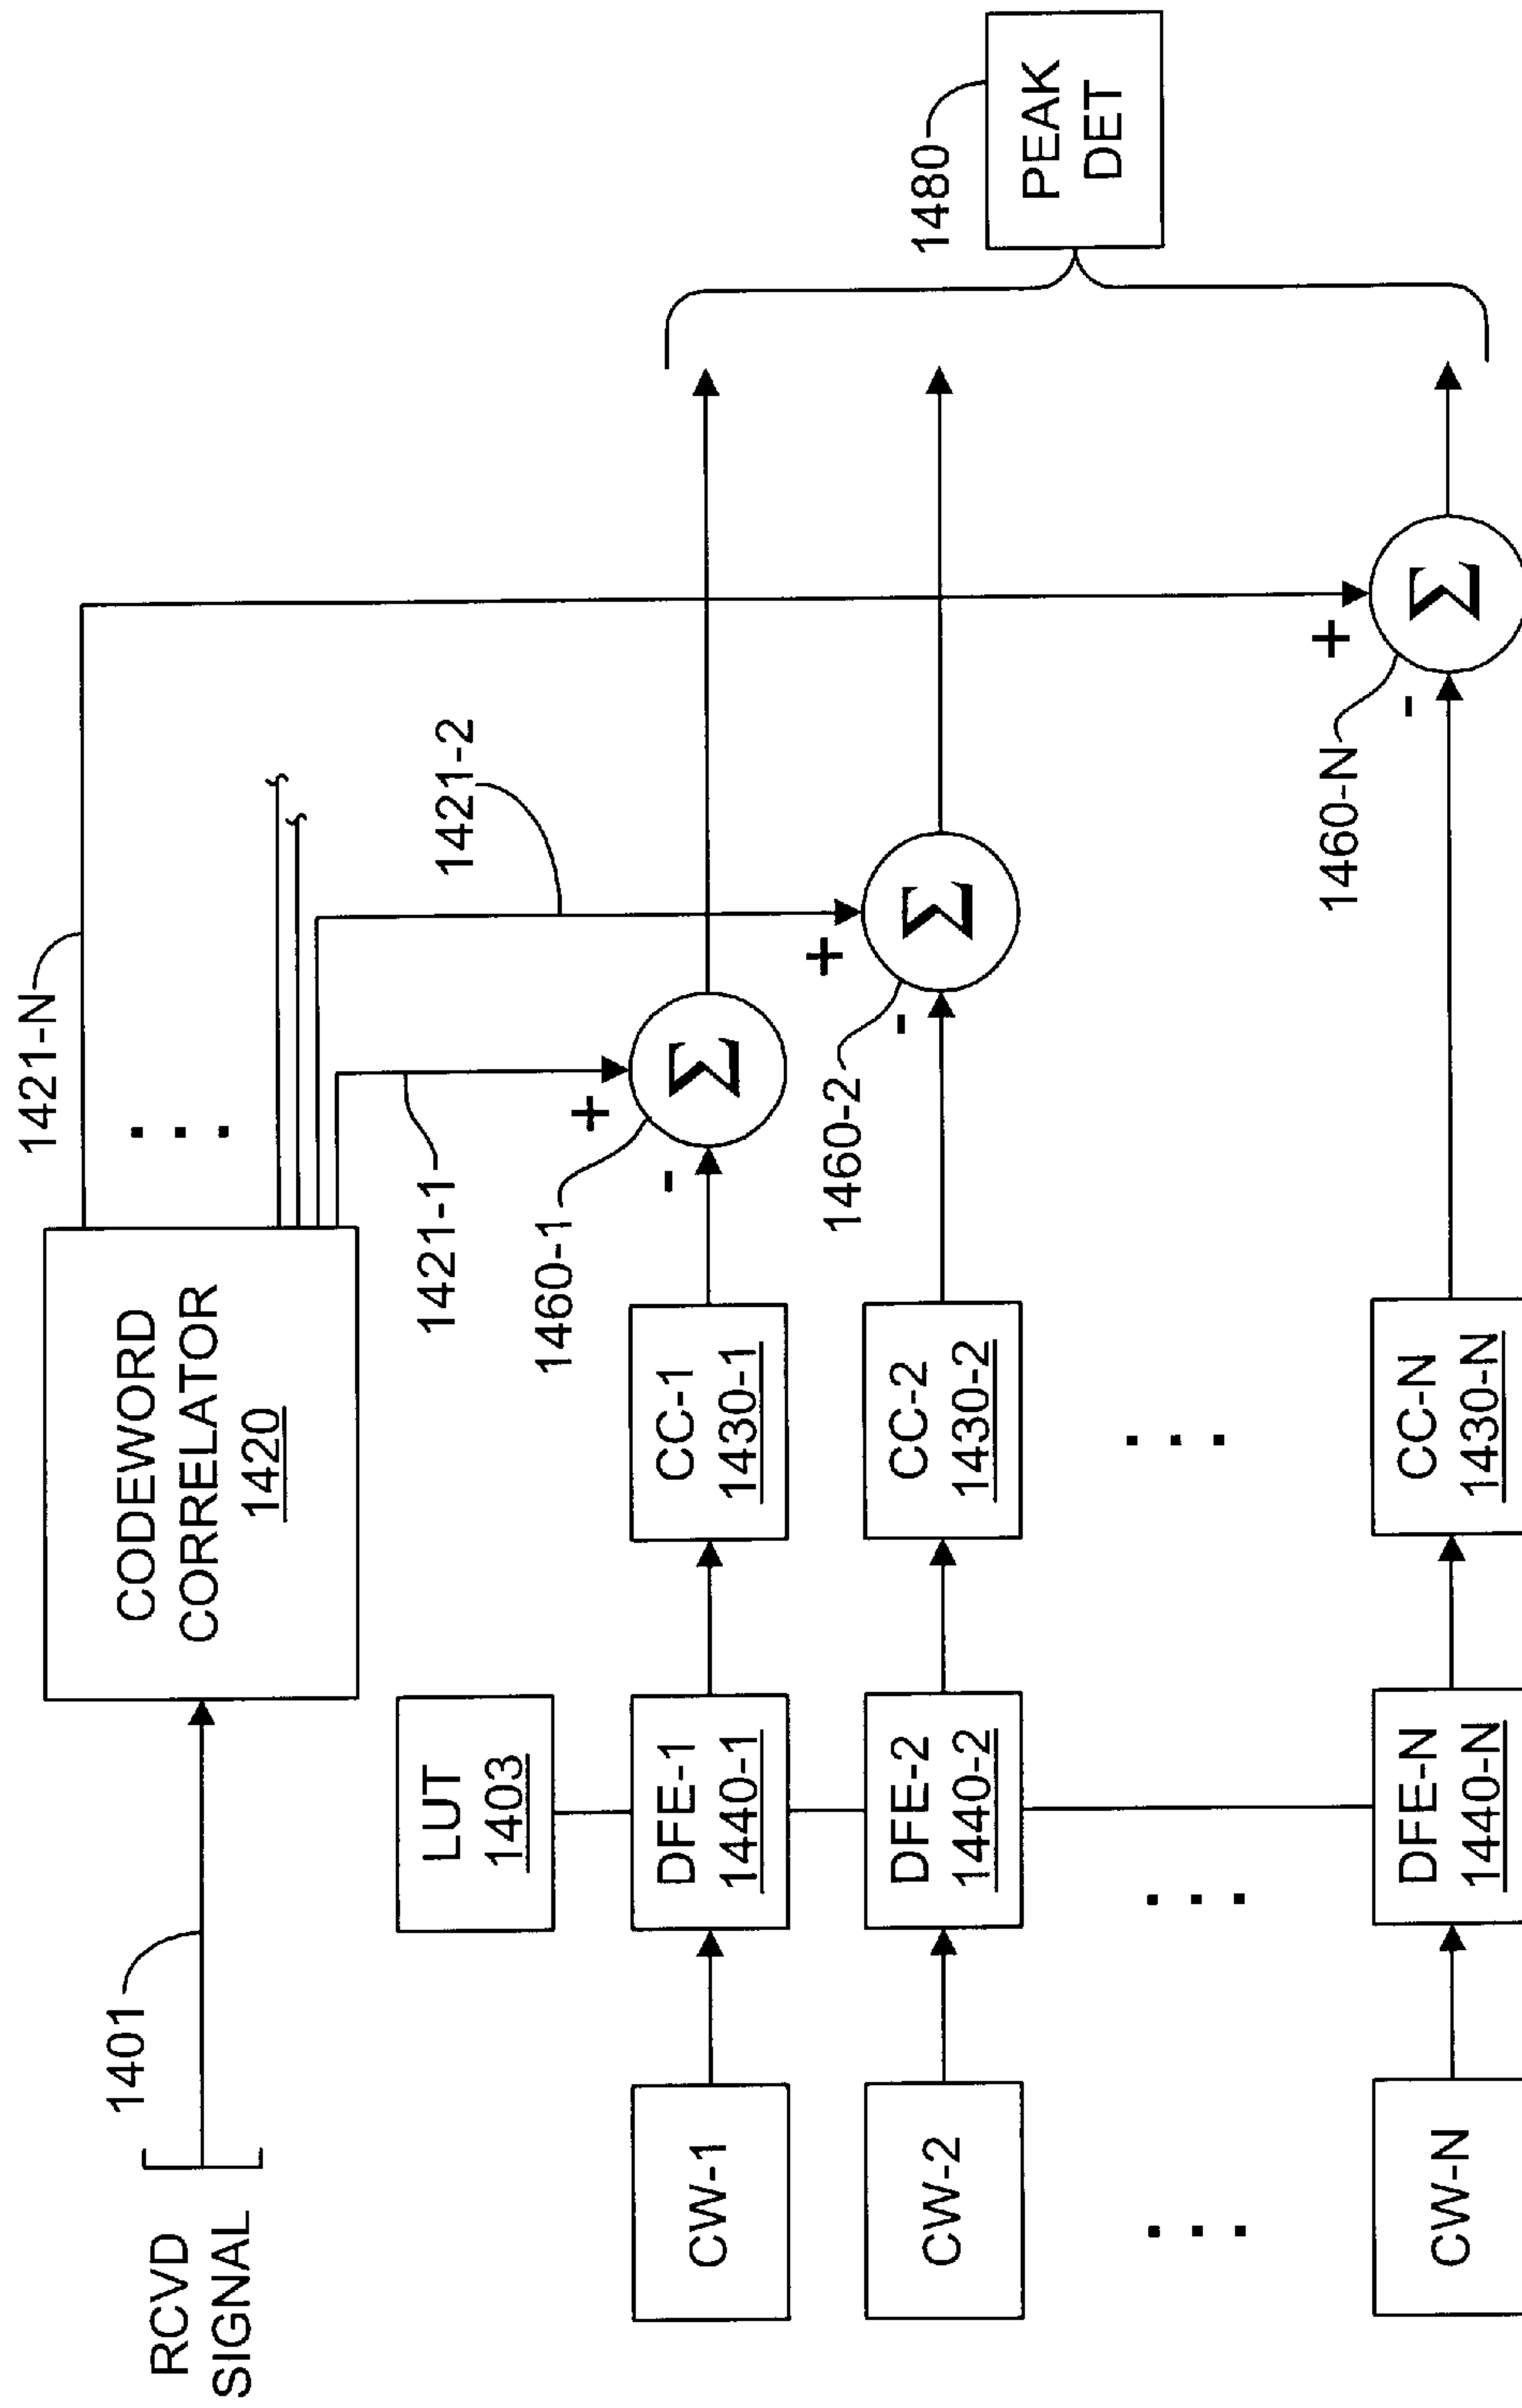 RCVD
SIGNAL
1401
CODEWORD
CORRELATOR
1420
1421-N
...
1421-1
1421-2
LUT
1403
CW-1
DFE-1
1440-1
CC-1
1430-1
1460-1
-
+
Σ
CW-2
DFE-2
1440-2
CC-2
1430-2
1460-2
-
+
Σ
...
...
...
CW-N
DFE-N
1440-N
CC-N
1430-N
1460-N
-
+
Σ
1480
PEAK
DET